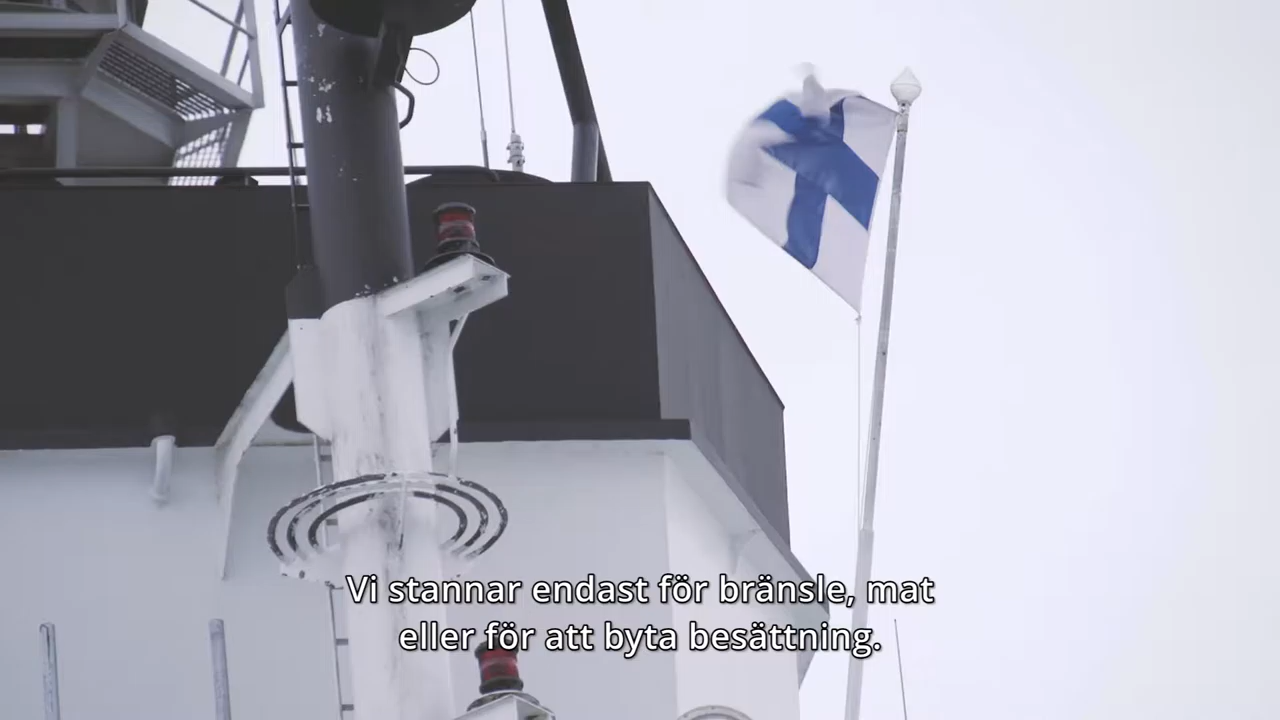 Vi stannar endast för bränsle, mat
eller för att byta besättning.